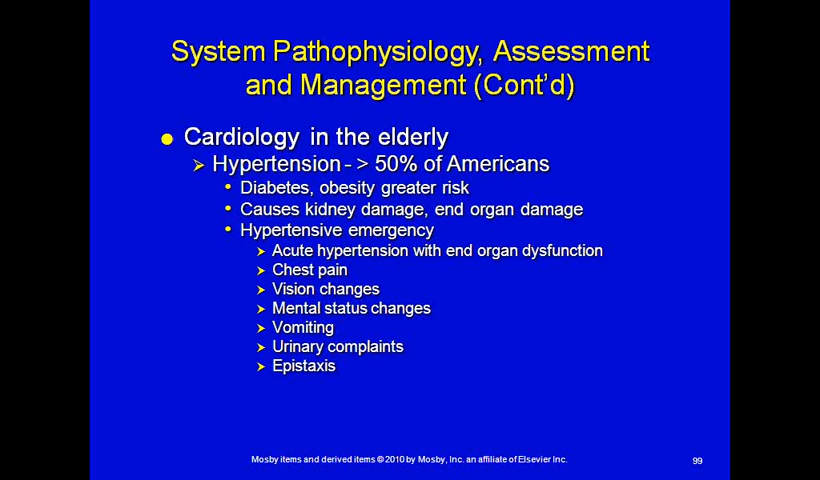 System Pathophysiology, Assessment
and Management (Cont'd)
Cardiology in the elderly
Hypertension - > 50% of Americans
Diabetes, obesity greater risk
Causes kidney damage, end organ damage
Hypertensive emergency
Acute hypertension with end organ dysfunction
Chest pain
Vision changes
Mental status changes
Vomiting
Urinary complaints
Epistaxis
Mosby items and derived items © 2010 by Mosby, Inc. an affiliate of Elsevier Inc.
99